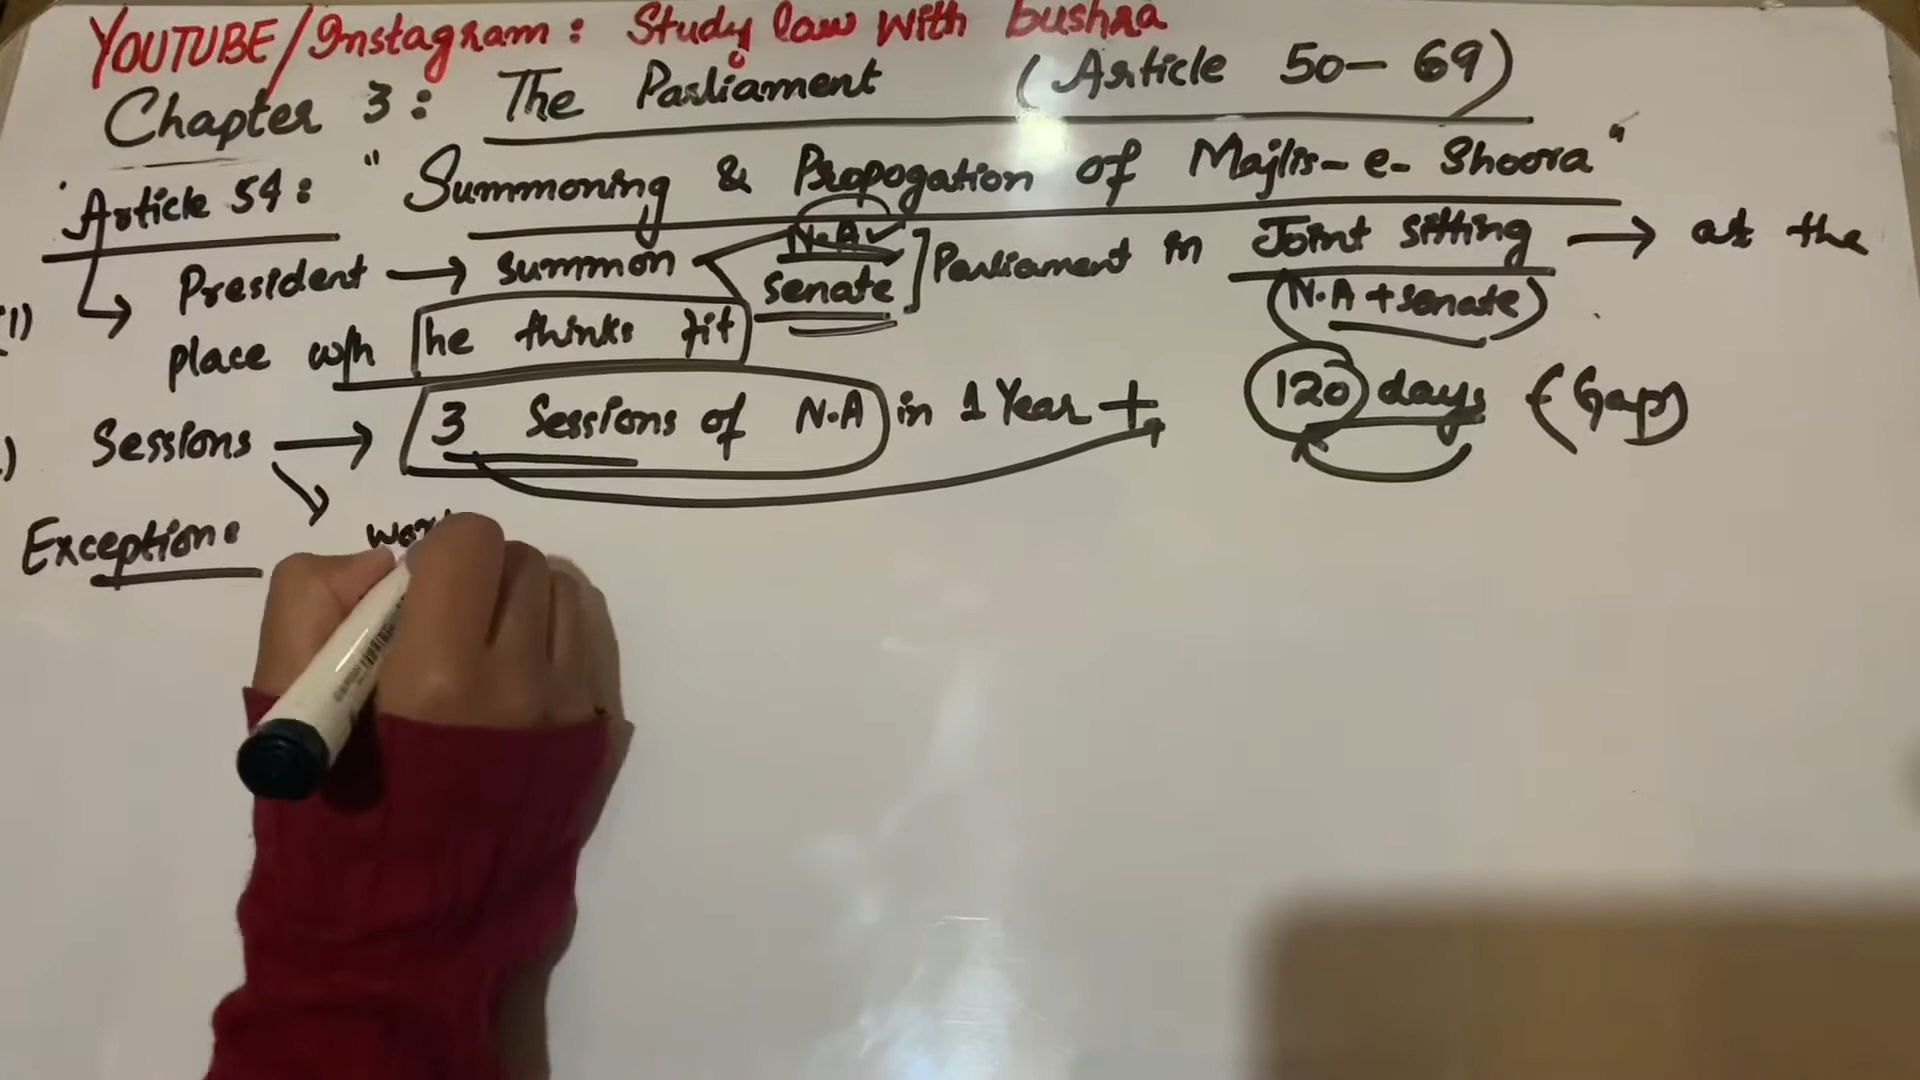 YOUTUBE/Instagram: Study law with bushra
Chapter 3: The Parliament (Article 50-69)
Article 54: "Summoning & Propogation of Majlis-e-Shoora"
1) President → summon N.A ✓ Senate ] Parliament in Joint sitting → at the
(N.A + senate)
place he thinks fit
) Sessions → 3 Sessions of N.A in 1 Year + 120 days (Gap)
Exception: